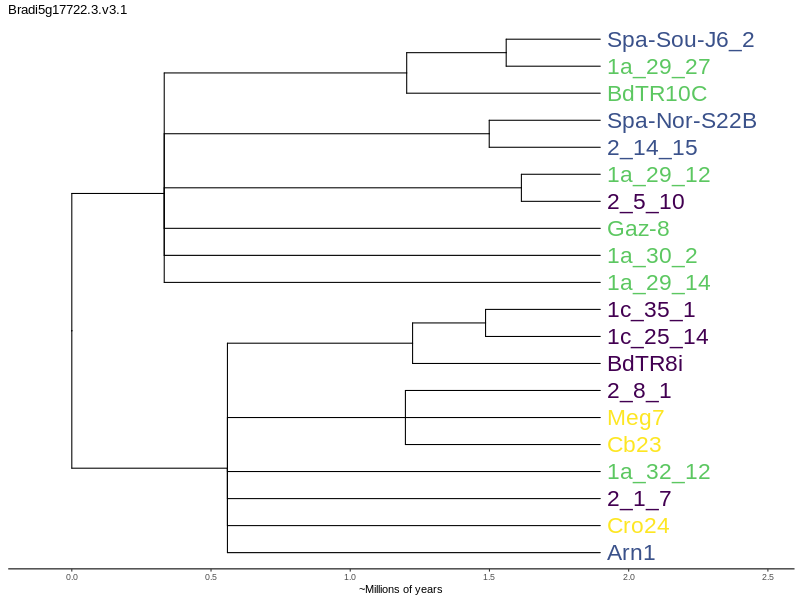 Bradi5g17722.3.v3.1
Spa-Sou-J6_2
1a_29_27
BdTR10C
Spa-Nor-S22B
2_14_15
1a_29_12
2_5_10
Gaz-8
1a_30_2
1a_29_14
1c_35_1
1c_25_14
BdTR8i
2_8_1
Meg7
Cb23
1a_32_12
2_1_7
Cro24
Arn1
0.0 0.5 1.0 1.5 2.0 2.5
~Millions of years